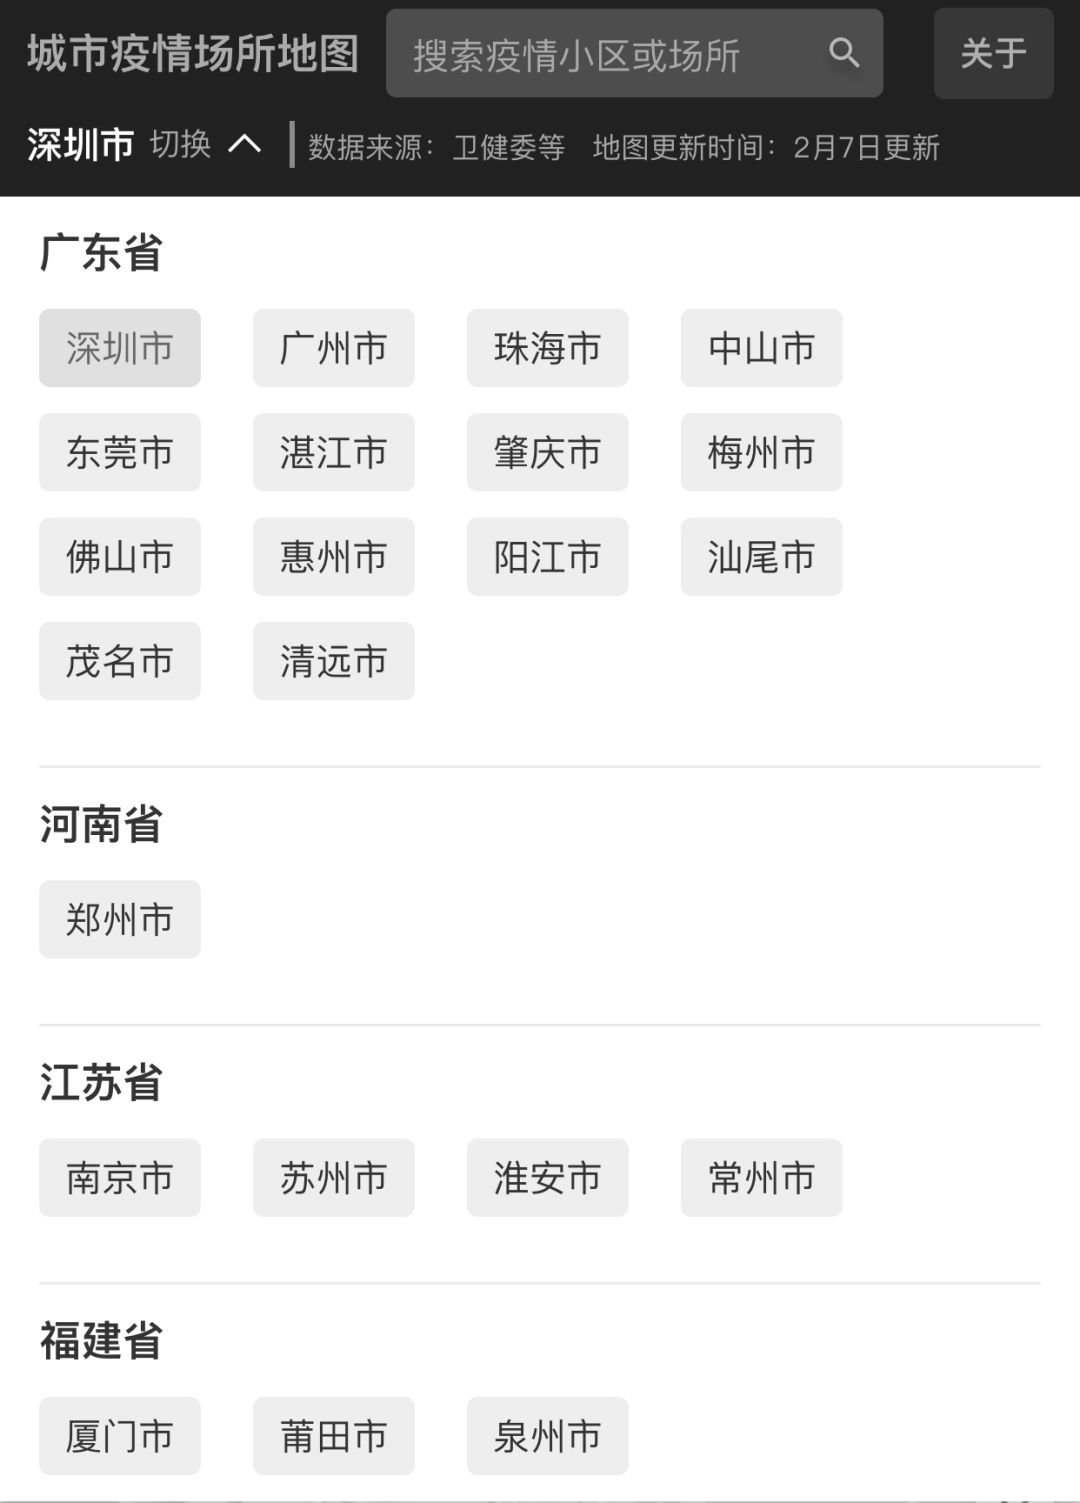 城市疫情场所地图 搜索疫情小区或场所 关于
深圳市 切换 数据来源：卫健委等 地图更新时间：2月7日更新
广东省
深圳市 广州市 珠海市 中山市
东莞市 湛江市 肇庆市 梅州市
佛山市 惠州市 阳江市 汕尾市
茂名市 清远市
河南省
郑州市
江苏省
南京市 苏州市 淮安市 常州市
福建省
厦门市 莆田市 泉州市